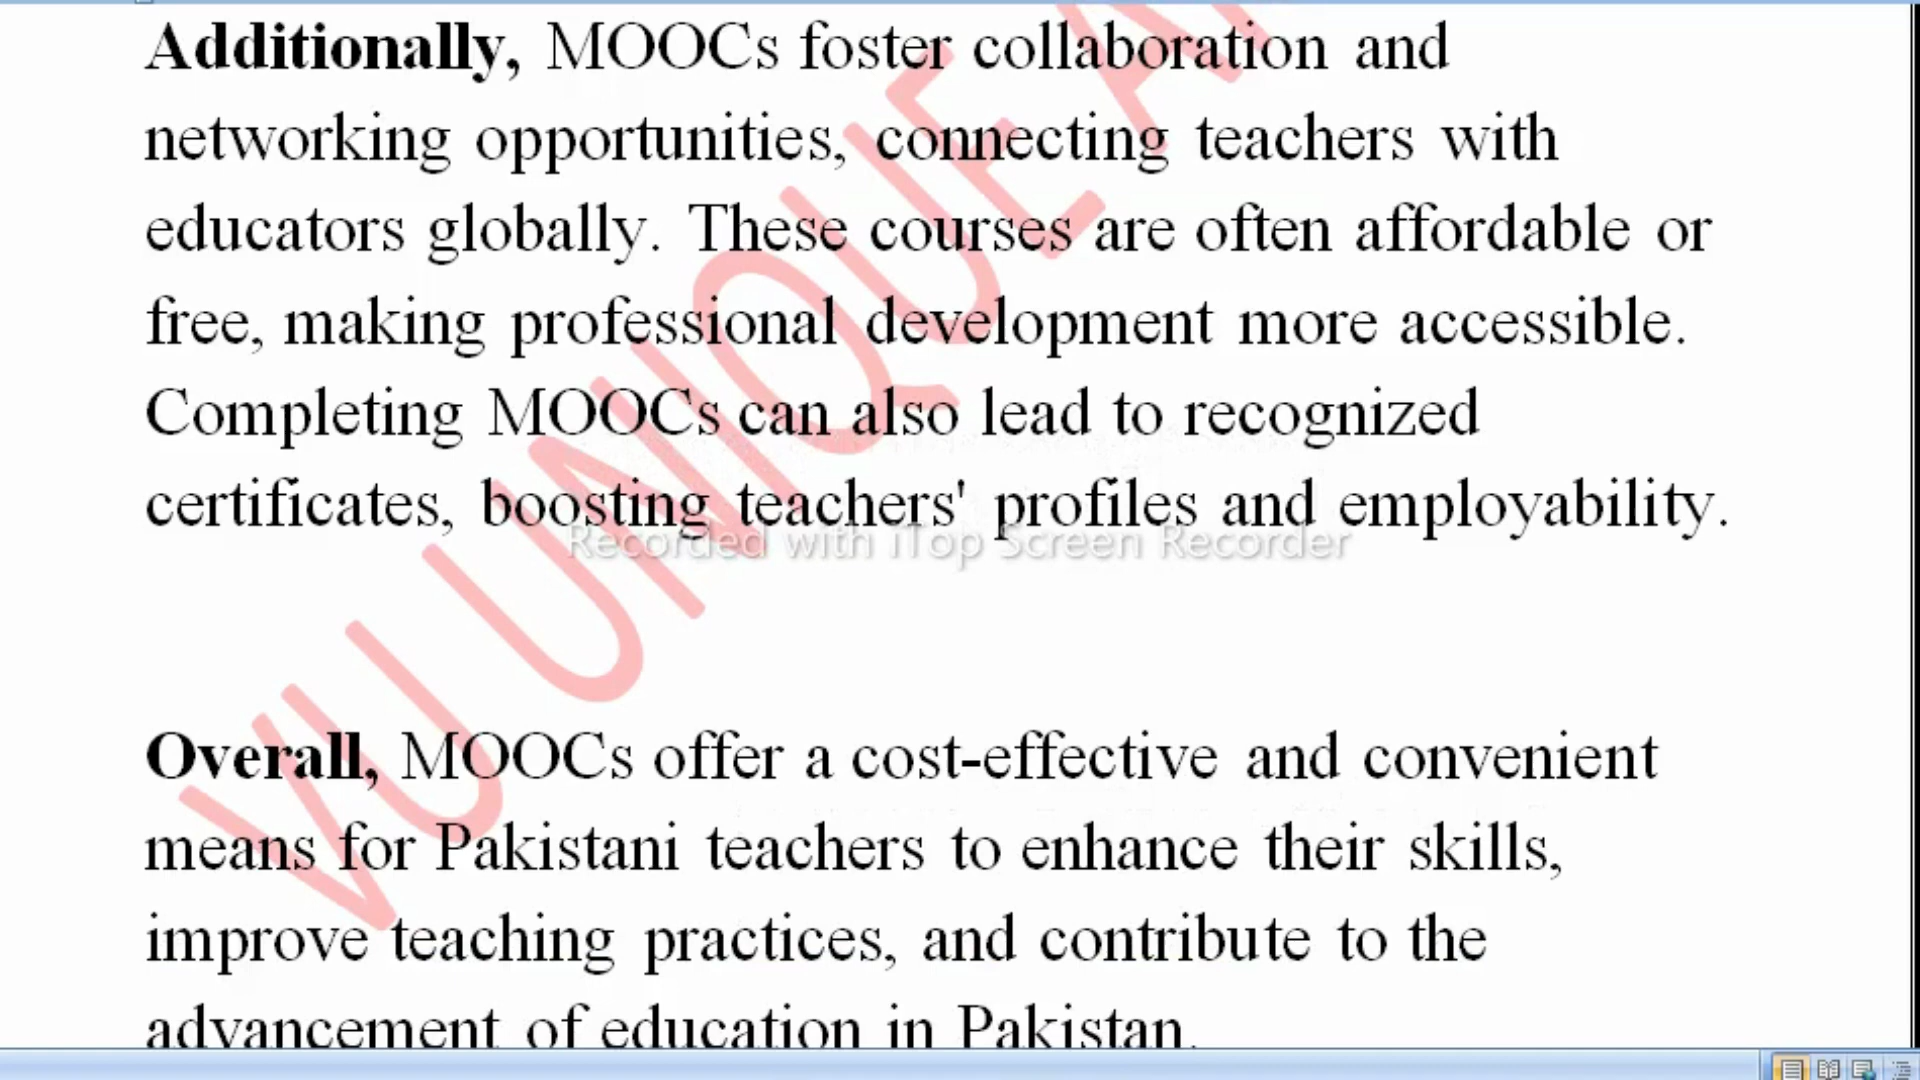 Additionally, MOOCs foster collaboration and
networking opportunities, connecting teachers with
educators globally. These courses are often affordable or
free, making professional development more accessible.
Completing MOOCs can also lead to recognized
certificates, boosting teachers' profiles and employability.
Recorded with iTop Screen Recorder
Overall, MOOCs offer a cost-effective and convenient
means for Pakistani teachers to enhance their skills,
improve teaching practices, and contribute to the
advancement of education in Pakistan.
VU UNIQUE